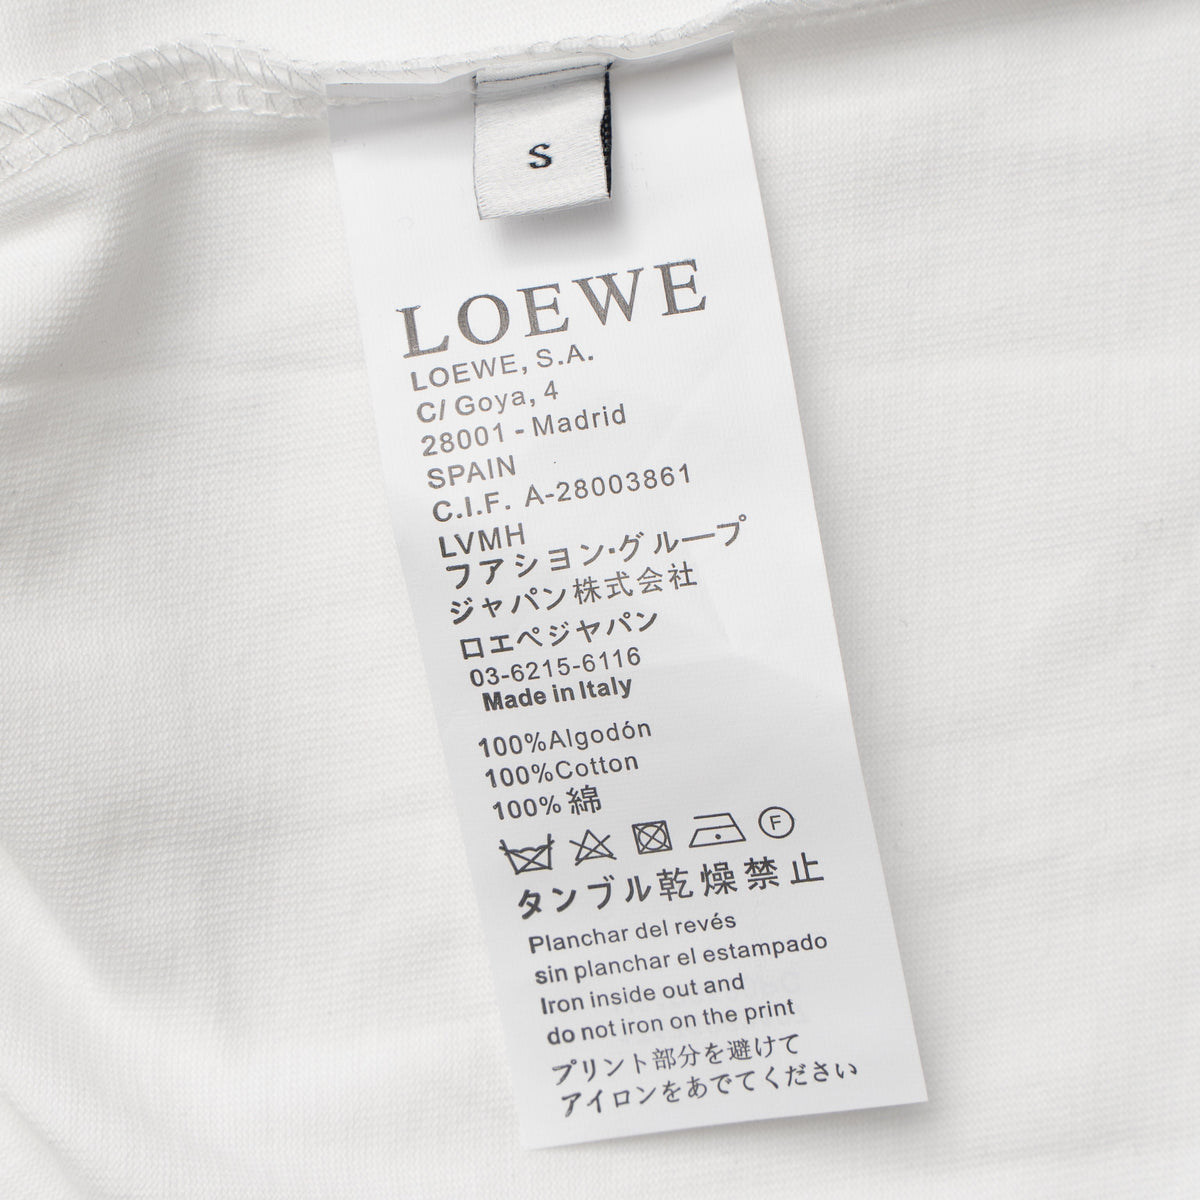 S
LOEWE
LOEWE, S.A.
C/ Goya, 4
28001 - Madrid
SPAIN
C.I.F. A-28003861
LVMH
フアシヨン·グループ
ジャパン株式会社
ロエペジャパン
03-6215-6116
Made in Italy
100%Algodón
100%Cotton
100% 綿
F
タンブル乾燥禁止
Planchar del revés
sin planchar el estampado
Iron inside out and
do not iron on the print
プリント部分を避けて
アイロンをあでてください